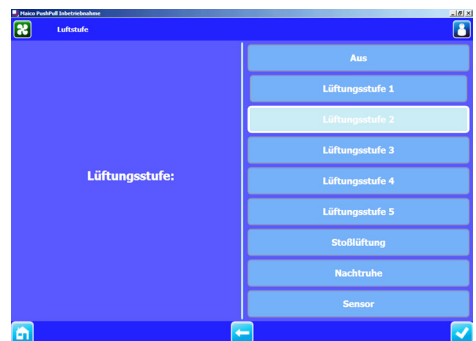 Maico PushPull Inbetriebnahme
Luftstufe
Aus
Lüftungsstufe 1
Lüftungsstufe 2
Lüftungsstufe:
Lüftungsstufe 3
Lüftungsstufe 4
Lüftungsstufe 5
Stoßlüftung
Nachtruhe
Sensor